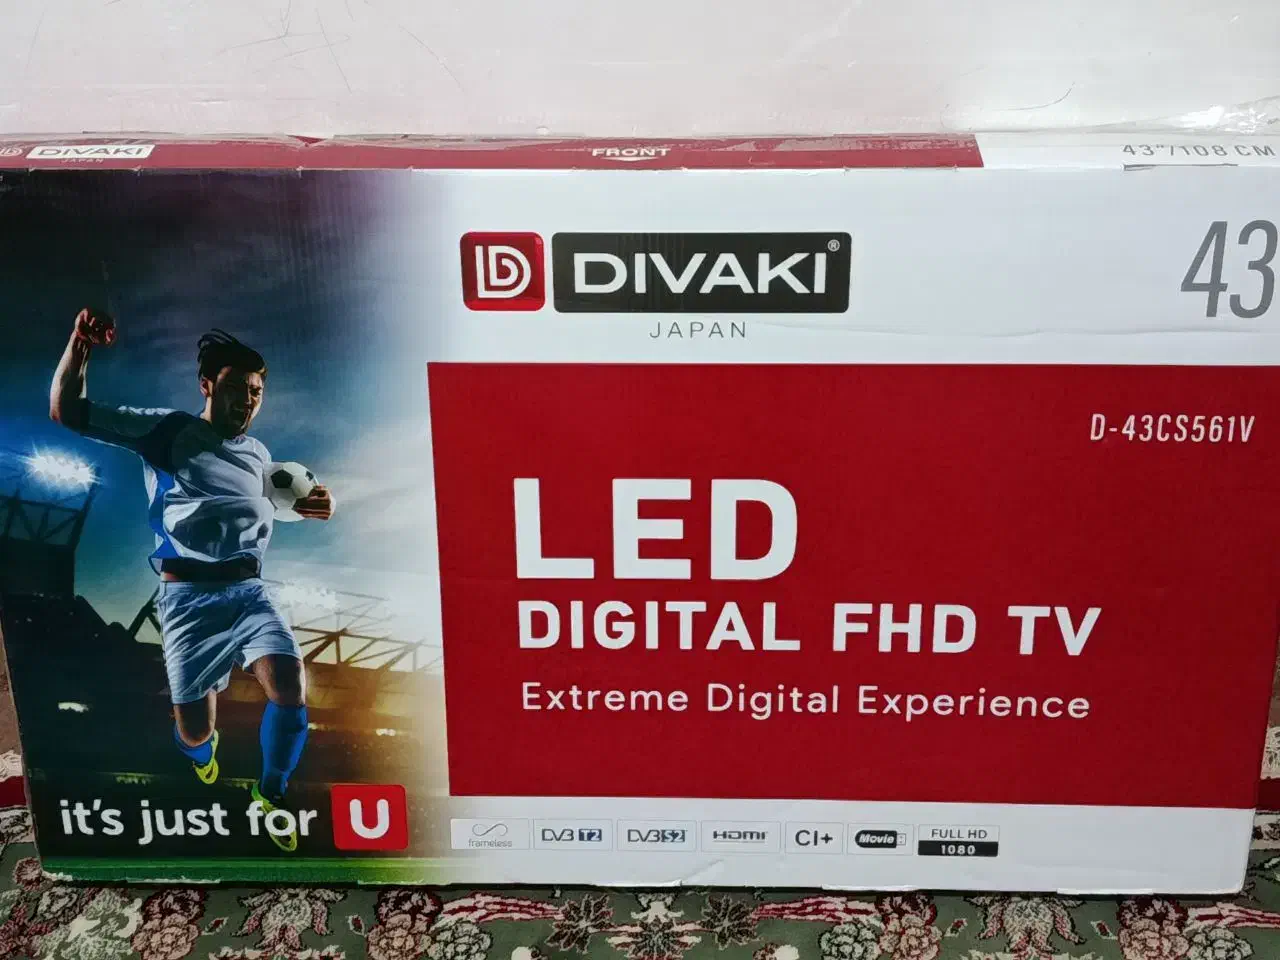 DIVAKI
JAPAN
FRONT
43"/108 CM
DIVAKI®
JAPAN
43
D-43CS561V
LED
DIGITAL FHD TV
Extreme Digital Experience
it's just for U
frameless
DVB T2
DVB S2
HDMI
CI+
Movie
FULL HD
1080